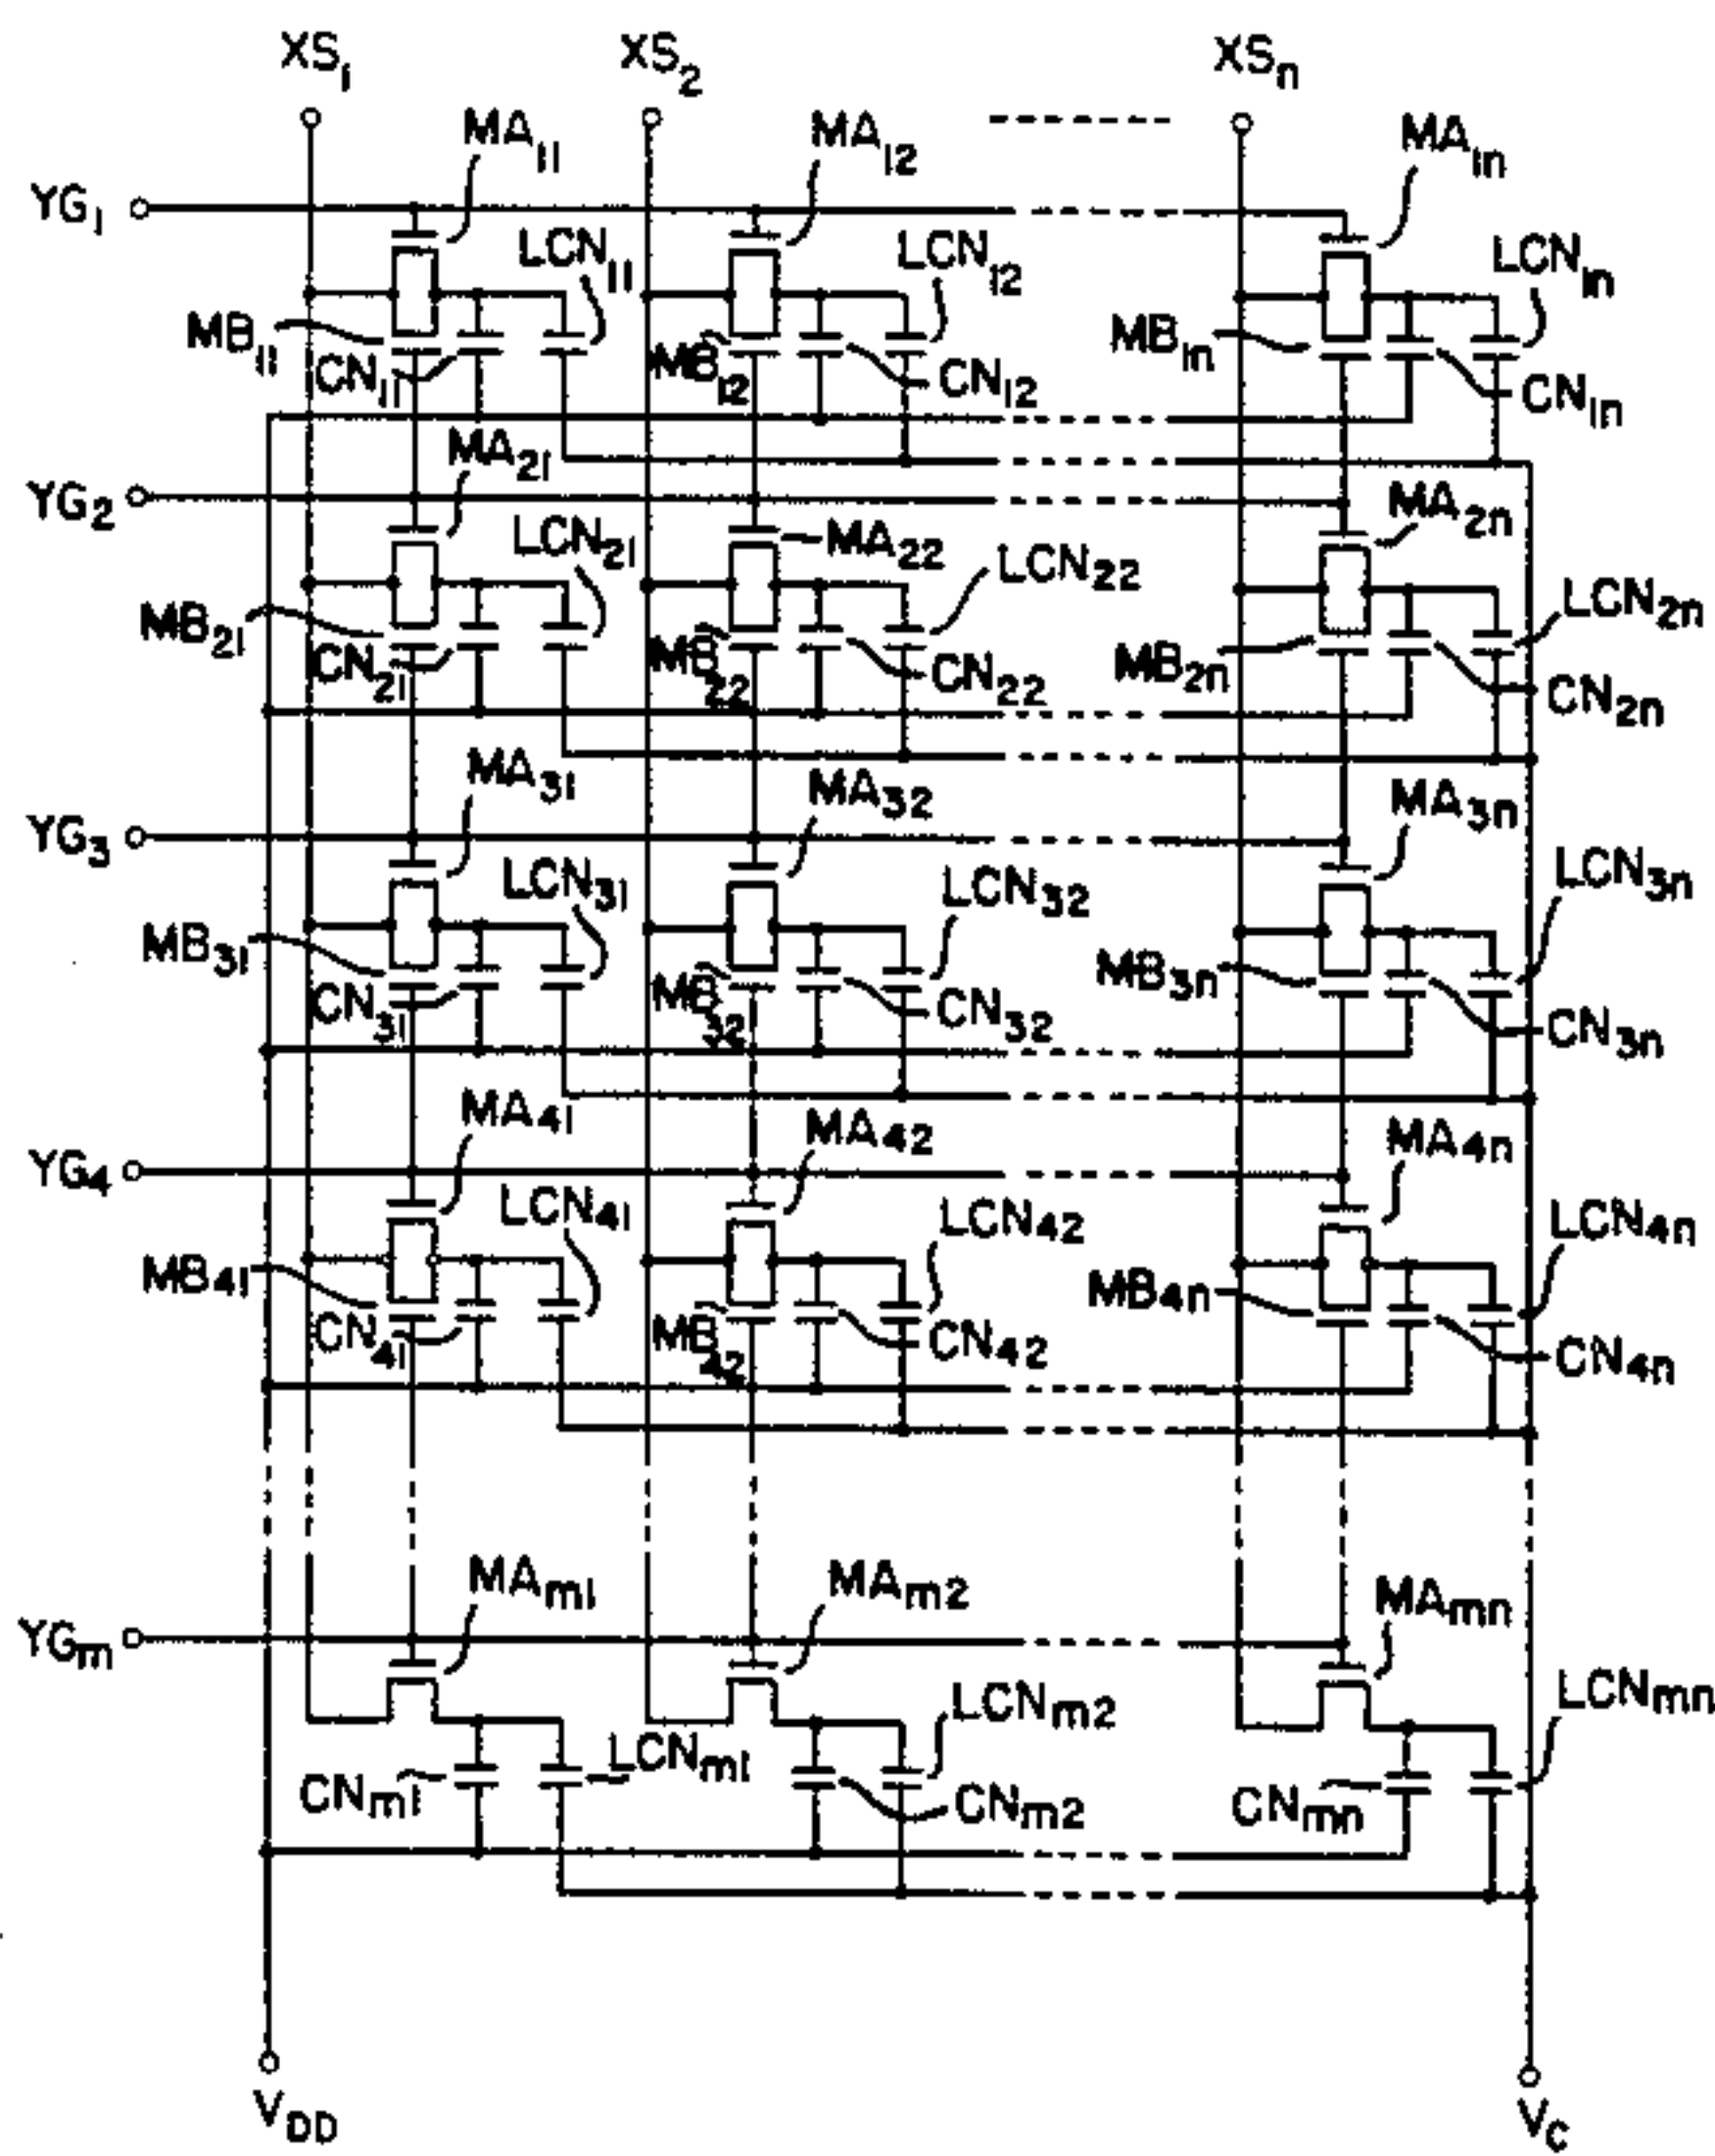 XS1 XS2 XSn
MA11 MA12 MA1n
YG1
LCN11 LCN12 LCN1n
MB11 MB12 MB1n
CN11 CN12 CN1n
MA21
YG2 MA2n
LCN21 MA22 LCN22 LCN2n
MB21 MB22 MB2n
CN21 CN22 CN2n
MA31 MA32 MA3n
YG3
LCN31 LCN32 LCN3n
MB31 MB32 MB3n
CN31 CN32 CN3n
MA41 MA42 MA4n
YG4
LCN41 LCN42 LCN4n
MB41 MB42 MB4n
CN41 CN42 CN4n
MAm1 MAm2 MAmn
YGm
LCNm1 LCNm2 LCNmn
CNm1 CNm2 CNmn
VDD VC